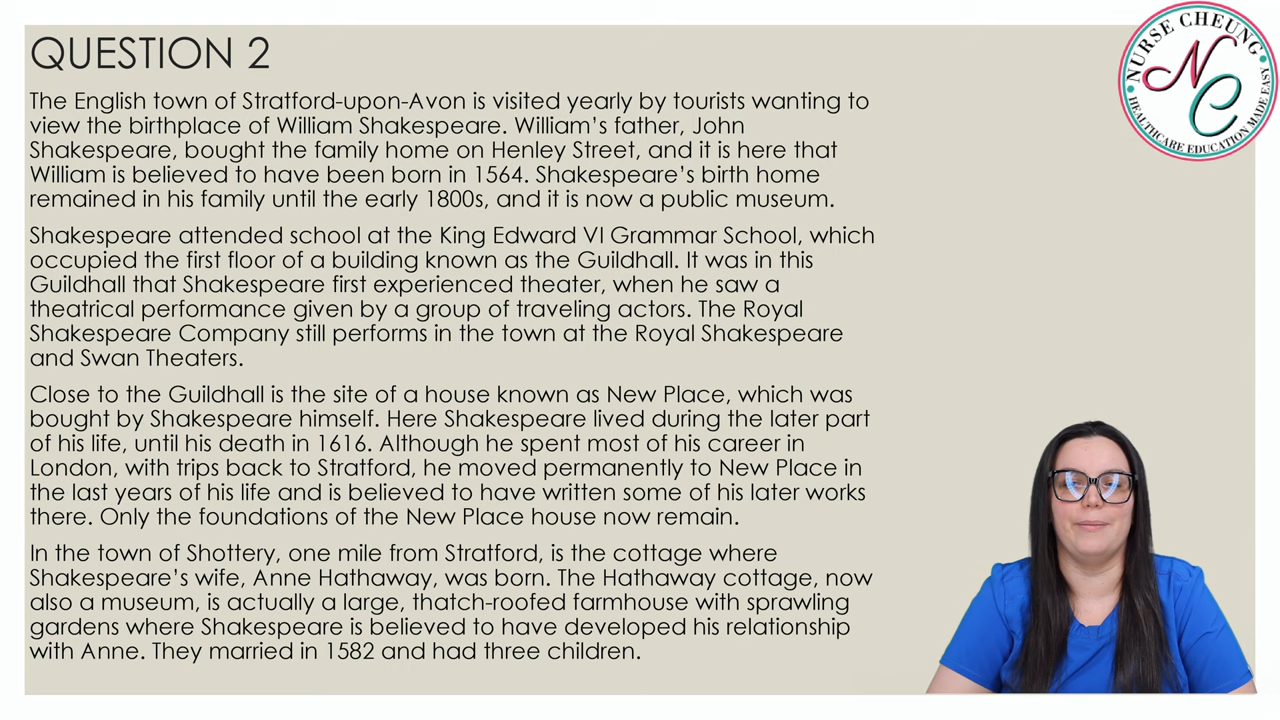 QUESTION 2
The English town of Stratford-upon-Avon is visited yearly by tourists wanting to
view the birthplace of William Shakespeare. William’s father, John
Shakespeare, bought the family home on Henley Street, and it is here that
William is believed to have been born in 1564. Shakespeare’s birth home
remained in his family until the early 1800s, and it is now a public museum.
Shakespeare attended school at the King Edward VI Grammar School, which
occupied the first floor of a building known as the Guildhall. It was in this
Guildhall that Shakespeare first experienced theater, when he saw a
theatrical performance given by a group of traveling actors. The Royal
Shakespeare Company still performs in the town at the Royal Shakespeare
and Swan Theaters.
Close to the Guildhall is the site of a house known as New Place, which was
bought by Shakespeare himself. Here Shakespeare lived during the later part
of his life, until his death in 1616. Although he spent most of his career in
London, with trips back to Stratford, he moved permanently to New Place in
the last years of his life and is believed to have written some of his later works
there. Only the foundations of the New Place house now remain.
In the town of Shottery, one mile from Stratford, is the cottage where
Shakespeare’s wife, Anne Hathaway, was born. The Hathaway cottage, now
also a museum, is actually a large, thatch-roofed farmhouse with sprawling
gardens where Shakespeare is believed to have developed his relationship
with Anne. They married in 1582 and had three children.
NURSE CHEUNG
NC
HEALTHCARE EDUCATION MADE EASY